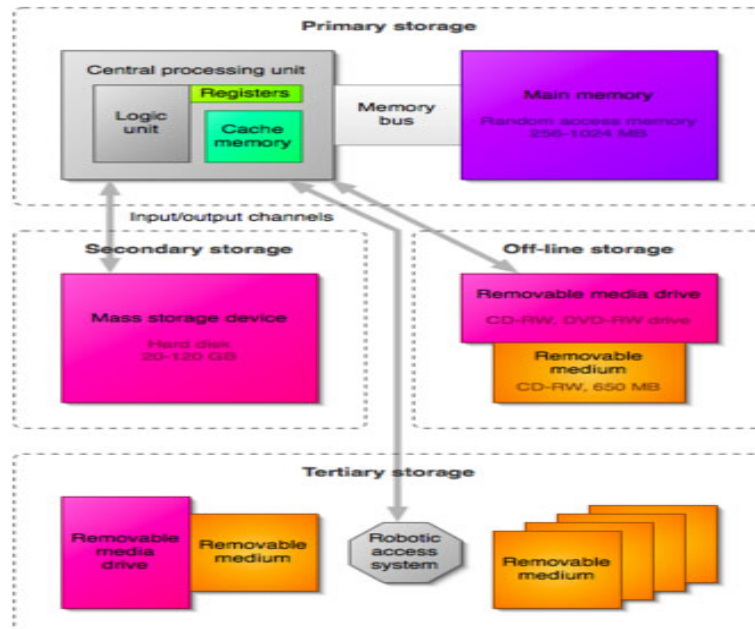 Primary storage
Central processing unit
Registers
Logic
unit
Cache
memory
Memory
bus
Main memory
Random access memory
256-1024 MB
Input/output channels
Secondary storage
Mass storage device
Hard disk
20-120 GB
Off-line storage
Removable media drive
CD-RW, DVD-RW drive
Removable
medium
CD-RW, 650 MB
Tertiary storage
Removable
media
drive
Removable
medium
Robotic
access
system
Removable
medium